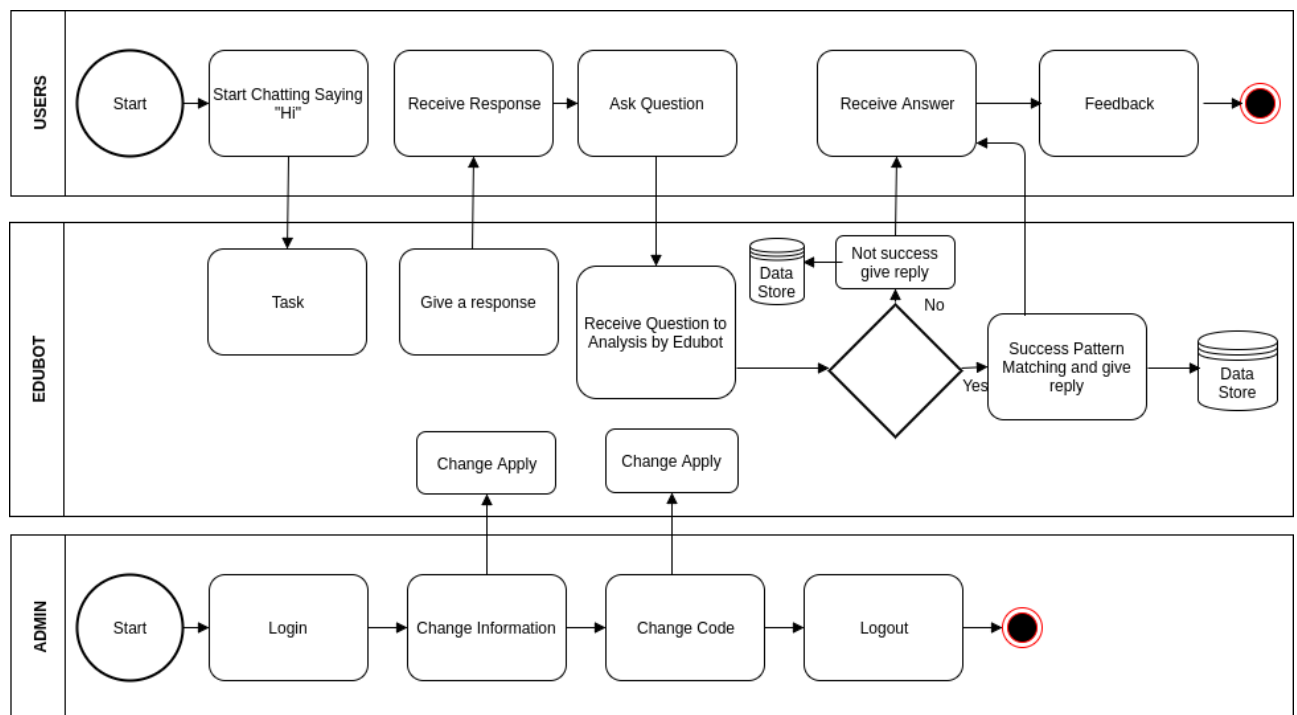 USERS
Start
Start Chatting Saying
"Hi"
Receive Response
Ask Question
Receive Answer
Feedback
EDUBOT
Task
Give a response
Receive Question to
Analysis by Edubot
Data
Store
Not success
give reply
No
Yes
Success Pattern
Matching and give
reply
Data
Store
Change Apply
Change Apply
ADMIN
Start
Login
Change Information
Change Code
Logout